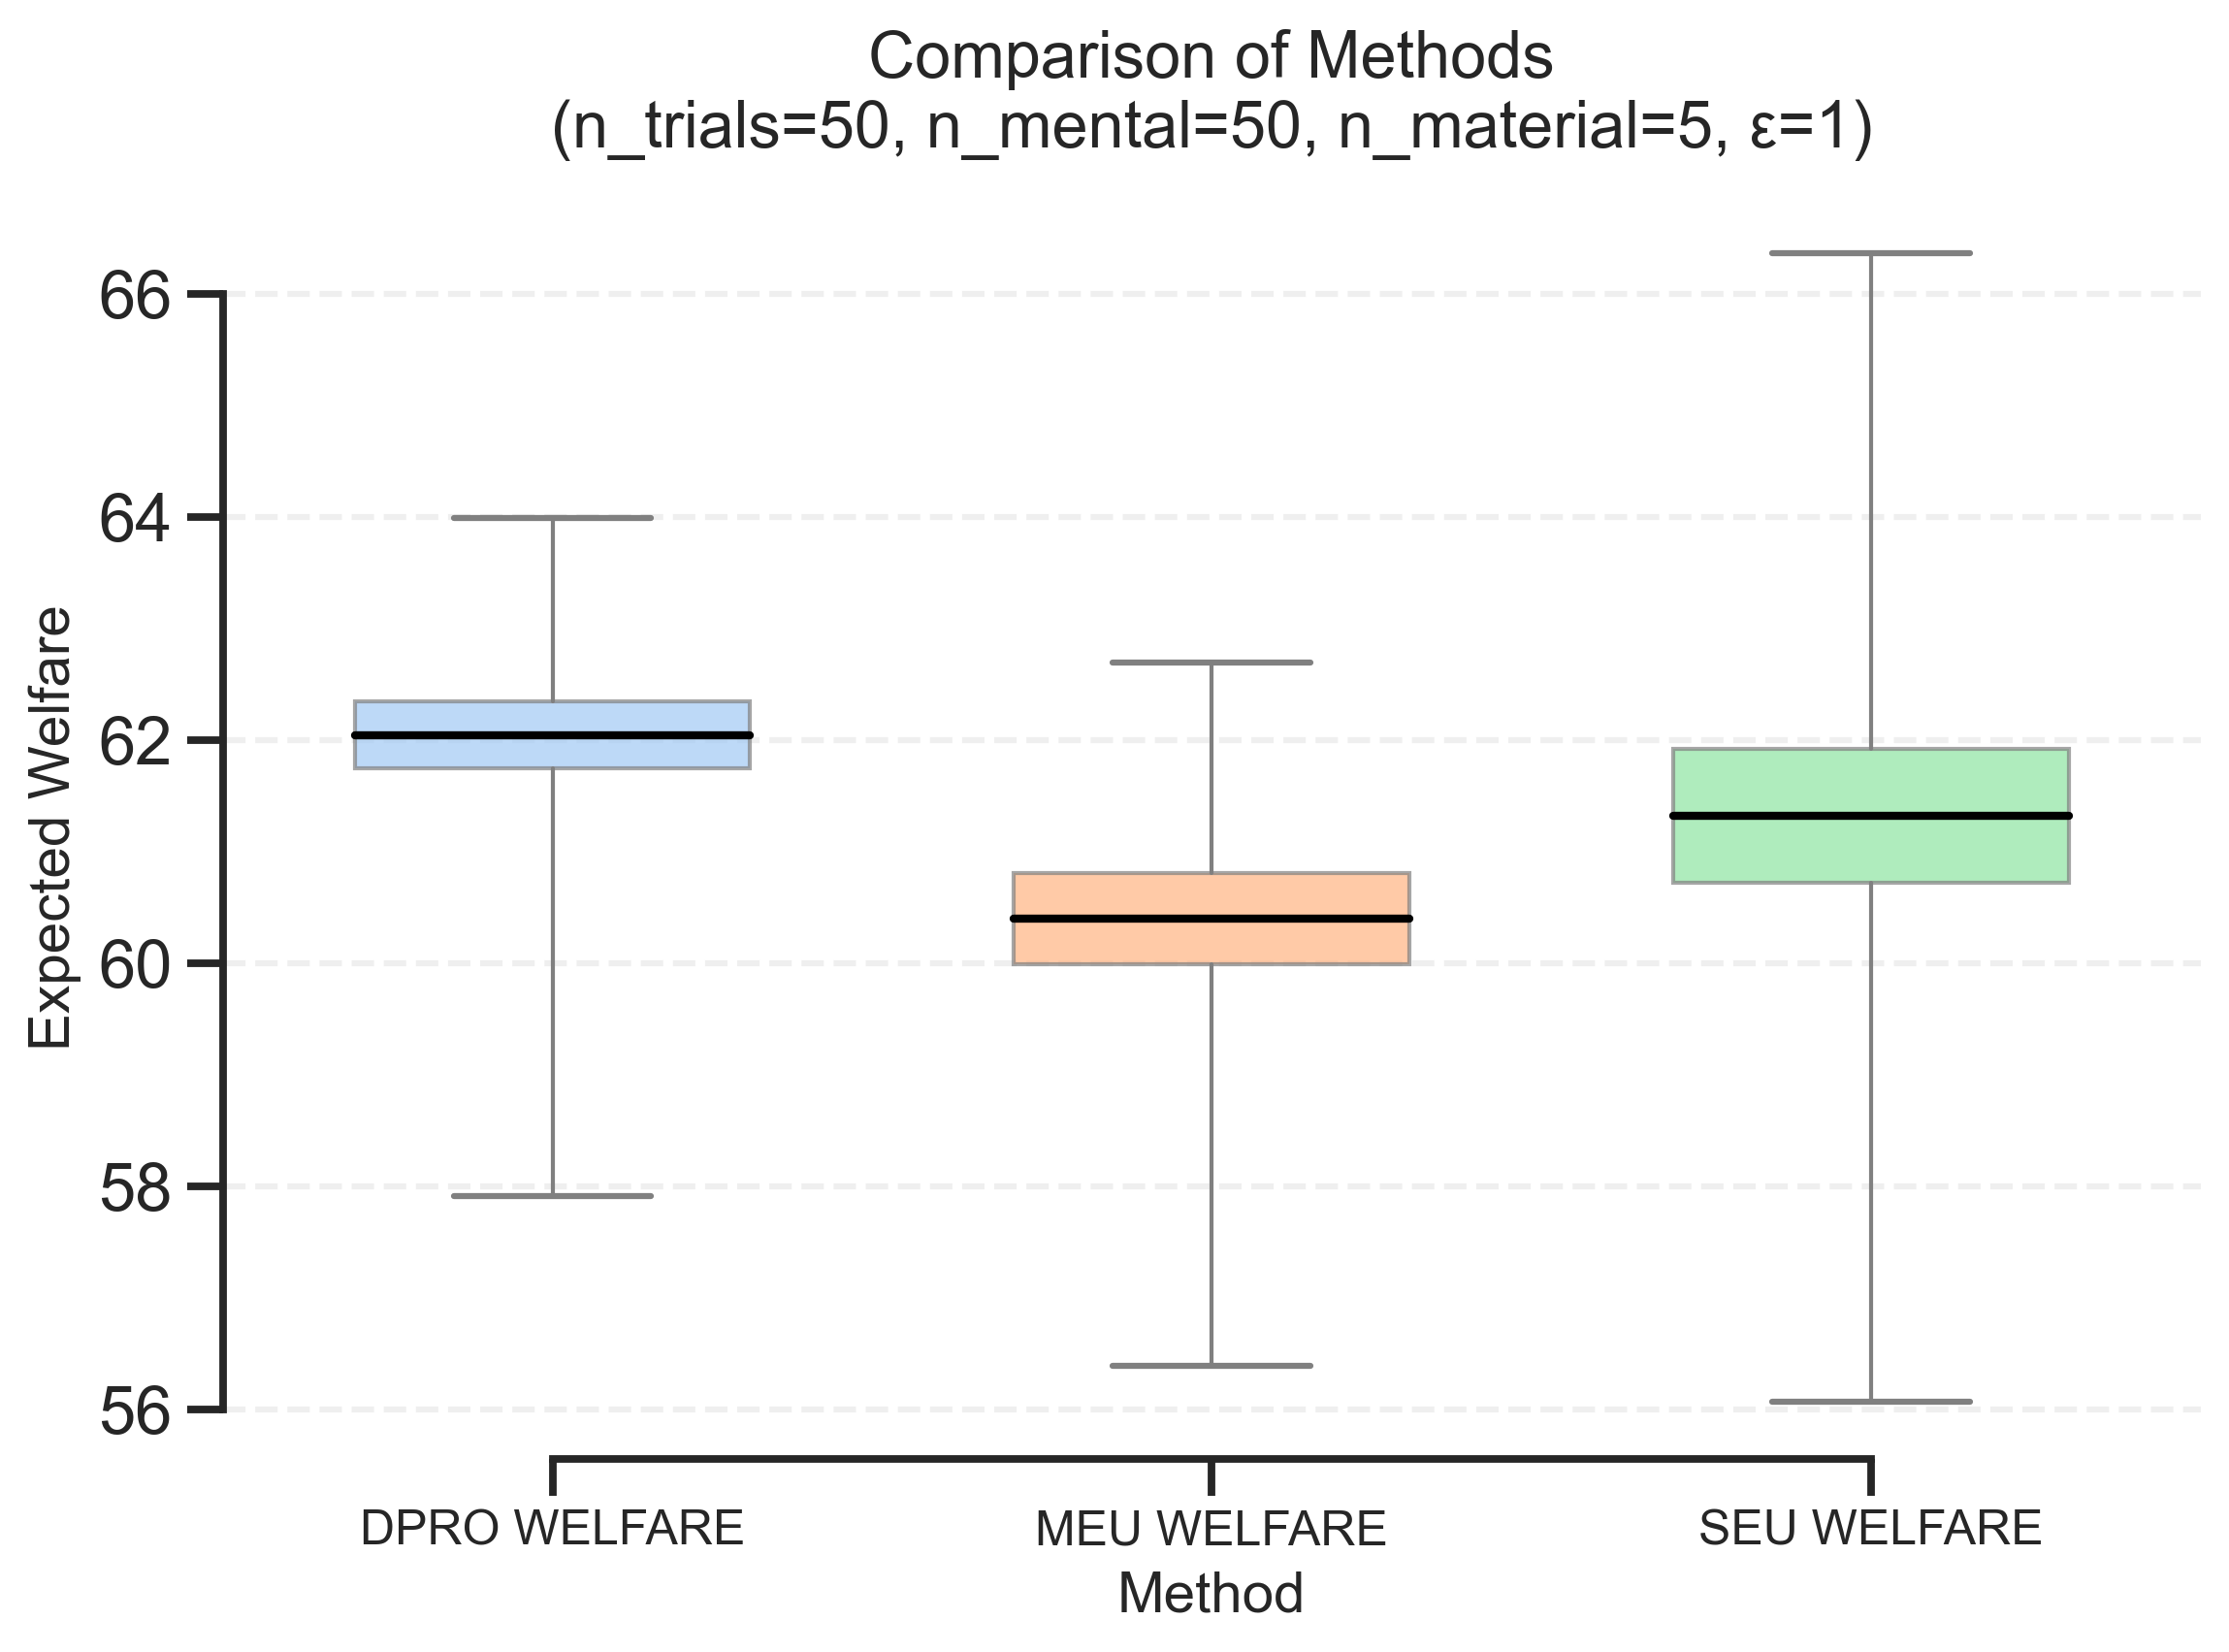 Comparison of Methods
(n_trials=50, n_mental=50, n_material=5, ε=1)
Expected Welfare
66
64
62
60
58
56
DPRO WELFARE
MEU WELFARE
SEU WELFARE
Method